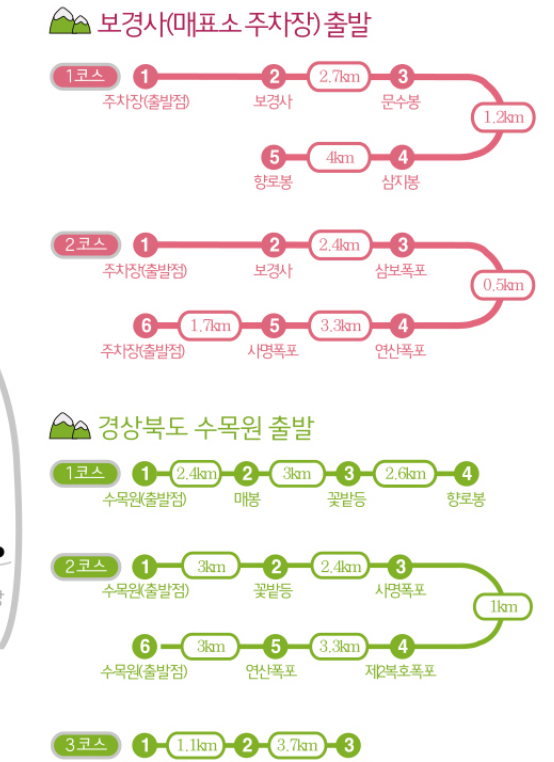 보경사(매표소 주차장) 출발
1코스 1 2 2.7km 3
주차장(출발점) 보경사 문수봉
1.2km
5 4km 4
향로봉 삼지봉
2코스 1 2 2.4km 3
주차장(출발점) 보경사 삼보폭포
0.5km
6 1.7km 5 3.3km 4
주차장(출발점) 사명폭포 연산폭포
경상북도 수목원 출발
1코스 1 2.4km 2 3km 3 2.6km 4
수목원(출발점) 매봉 꽃밭등 향로봉
2코스 1 3km 2 2.4km 3
수목원(출발점) 꽃밭등 사명폭포
1km
6 3km 5 3.3km 4
수목원(출발점) 연산폭포 제2복호폭포
3코스 1 1.1km 2 3.7km 3